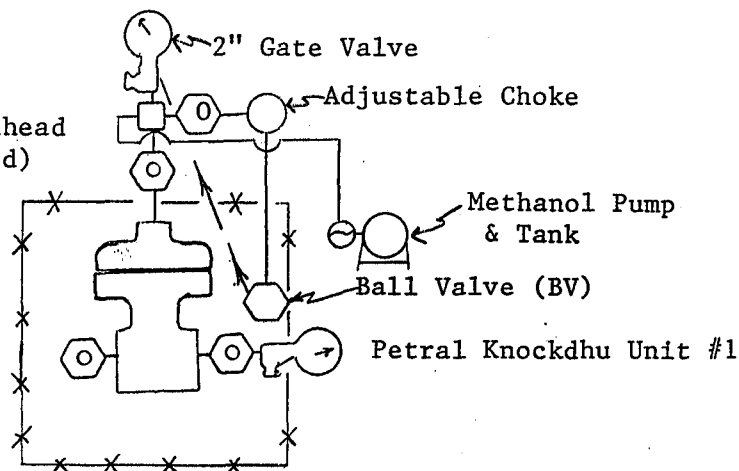 2" Gate Valve
Adjustable Choke
head
d)
Methanol Pump
& Tank
Ball Valve (BV)
Petral Knockdhu Unit #1